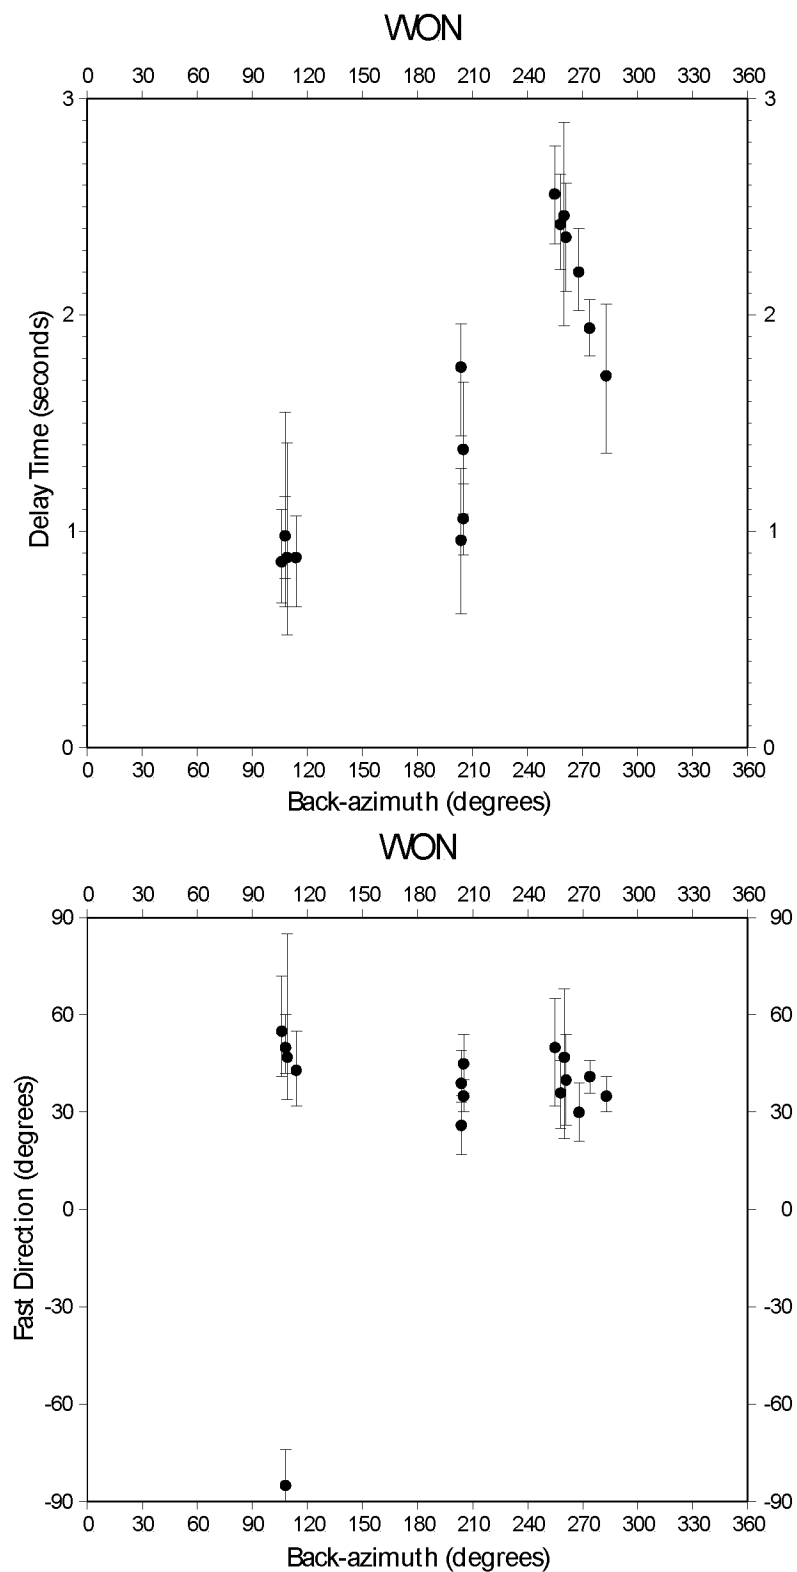 WON
0 30 60 90 120 150 180 210 240 270 300 330 360
3 3
2 2
1 1
0 0
Delay Time (seconds)
0 30 60 90 120 150 180 210 240 270 300 330 360
Back-azimuth (degrees)
WON
0 30 60 90 120 150 180 210 240 270 300 330 360
90 90
60 60
30 30
0 0
-30 -30
-60 -60
-90 -90
Fast Direction (degrees)
0 30 60 90 120 150 180 210 240 270 300 330 360
Back-azimuth (degrees)